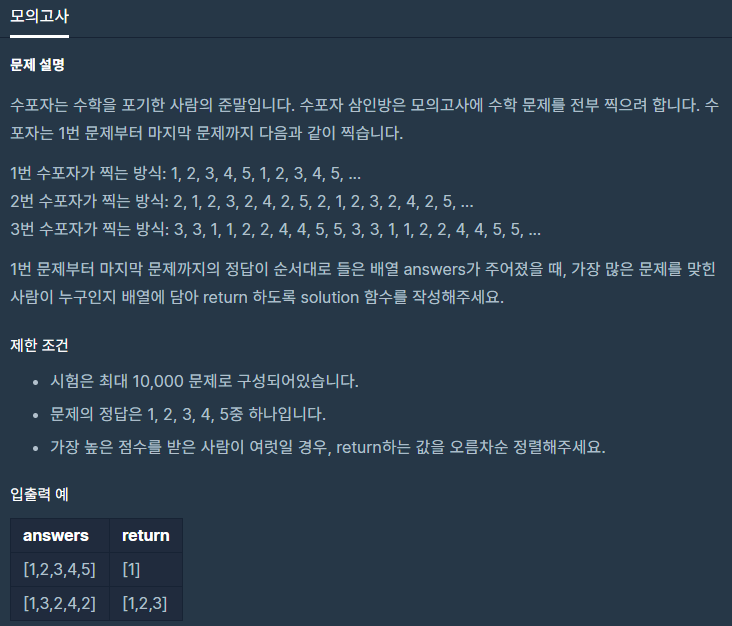 모의고사
문제 설명
수포자는 수학을 포기한 사람의 준말입니다. 수포자 삼인방은 모의고사에 수학 문제를 전부 찍으려 합니다. 수
포자는 1번 문제부터 마지막 문제까지 다음과 같이 찍습니다.
1번 수포자가 찍는 방식: 1, 2, 3, 4, 5, 1, 2, 3, 4, 5, ...
2번 수포자가 찍는 방식: 2, 1, 2, 3, 2, 4, 2, 5, 2, 1, 2, 3, 2, 4, 2, 5, ...
3번 수포자가 찍는 방식: 3, 3, 1, 1, 2, 2, 4, 4, 5, 5, 3, 3, 1, 1, 2, 2, 4, 4, 5, 5, ...
1번 문제부터 마지막 문제까지의 정답이 순서대로 들은 배열 answers가 주어졌을 때, 가장 많은 문제를 맞힌
사람이 누구인지 배열에 담아 return 하도록 solution 함수를 작성해주세요.
제한 조건
• 시험은 최대 10,000 문제로 구성되어있습니다.
• 문제의 정답은 1, 2, 3, 4, 5중 하나입니다.
• 가장 높은 점수를 받은 사람이 여럿일 경우, return하는 값을 오름차순 정렬해주세요.
입출력 예
answers return
[1,2,3,4,5] [1]
[1,3,2,4,2] [1,2,3]